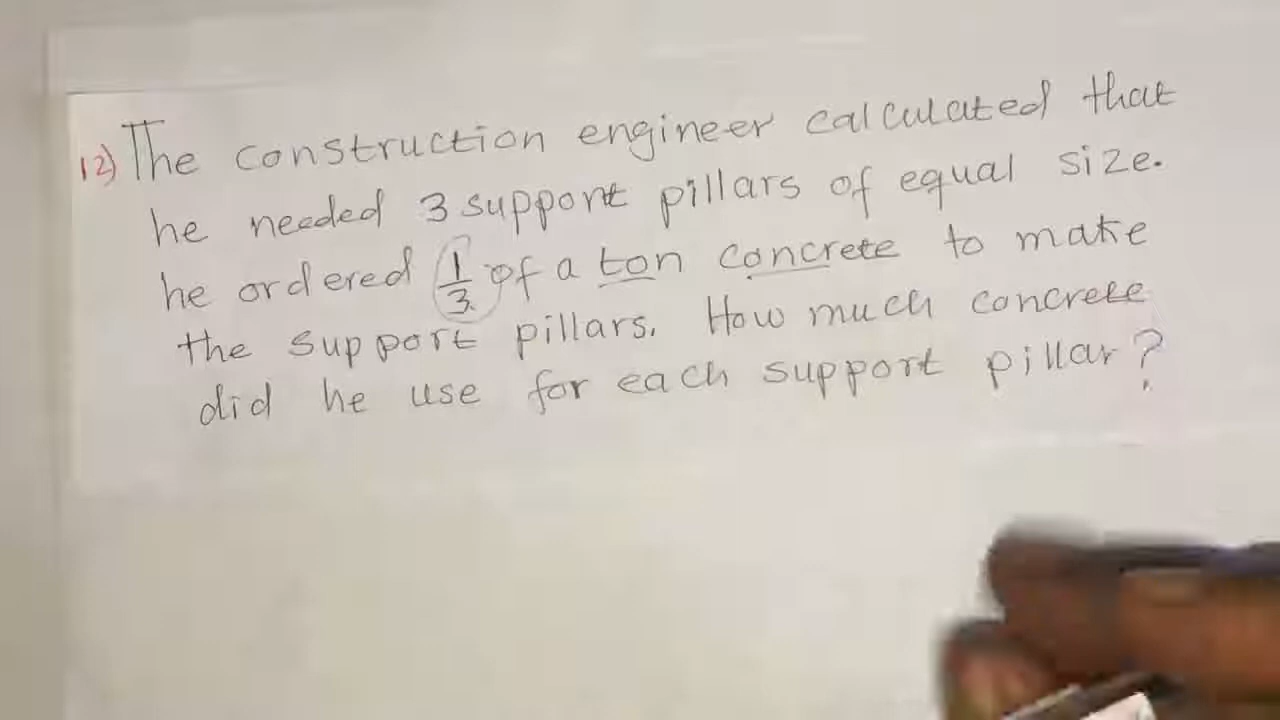 12) The construction engineer calculated that
he needed 3 support pillars of equal size.
he ordered 1/3 of a ton concrete to make
the support pillars. How much concrete
did he use for each support pillar?